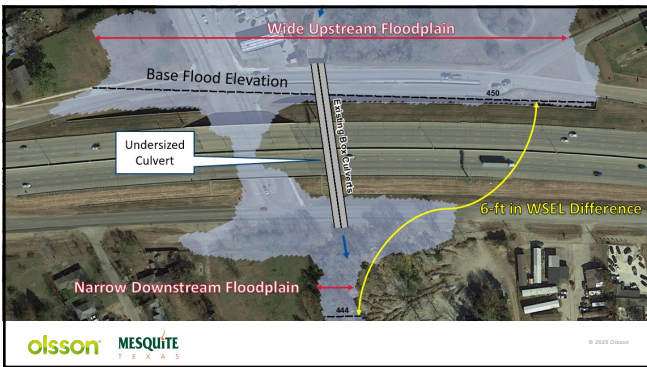 Wide Upstream Floodplain
Base Flood Elevation
450
Undersized
Culvert
Existing Box Culverts
6-ft in WSEL Difference
Narrow Downstream Floodplain
444
olsson
MESQUITE
TEXAS
© 2025 Olsson